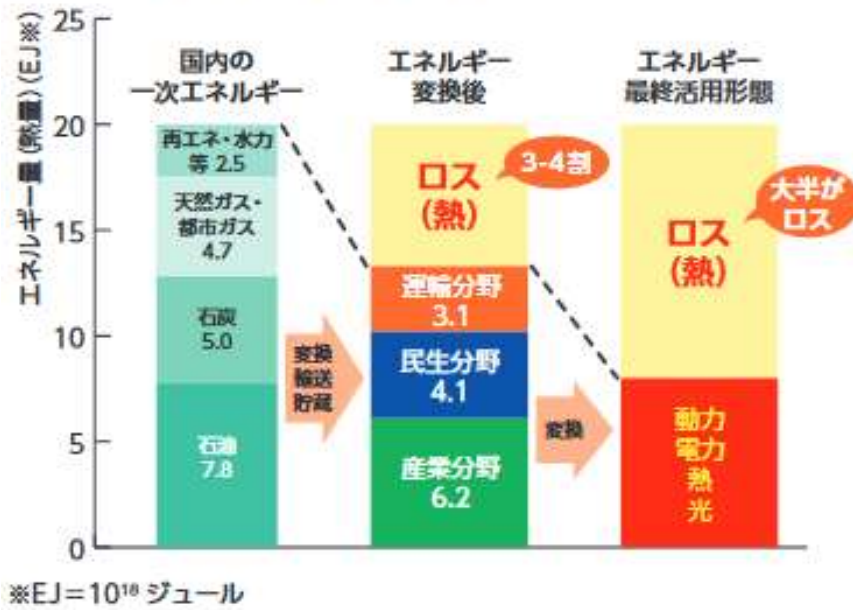 エネルギー量(熱量)(EJ※)
25
20
15
10
5
0
国内の
一次エネルギー
再エネ・水力
等 2.5
天然ガス・
都市ガス
4.7
石炭
5.0
石油
7.8
変換
輸送
貯蔵
エネルギー
変換後
ロス
(熱)
3-4割
運輸分野
3.1
民生分野
4.1
産業分野
6.2
変換
エネルギー
最終活用形態
ロス
(熱)
大半が
ロス
動力
電力
熱
光
※EJ=10¹⁸ ジュール